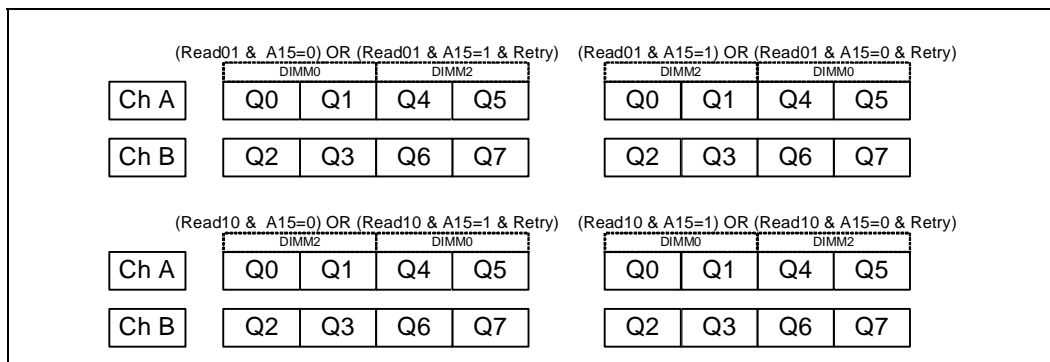 (Read01 & A15=0) OR (Read01 & A15=1 & Retry) (Read01 & A15=1) OR (Read01 & A15=0 & Retry)
DIMM0 DIMM2 DIMM2 DIMM0
Ch A Q0 Q1 Q4 Q5 Q0 Q1 Q4 Q5
Ch B Q2 Q3 Q6 Q7 Q2 Q3 Q6 Q7
(Read10 & A15=0) OR (Read10 & A15=1 & Retry) (Read10 & A15=1) OR (Read10 & A15=0 & Retry)
DIMM2 DIMM0 DIMM0 DIMM2
Ch A Q0 Q1 Q4 Q5 Q0 Q1 Q4 Q5
Ch B Q2 Q3 Q6 Q7 Q2 Q3 Q6 Q7